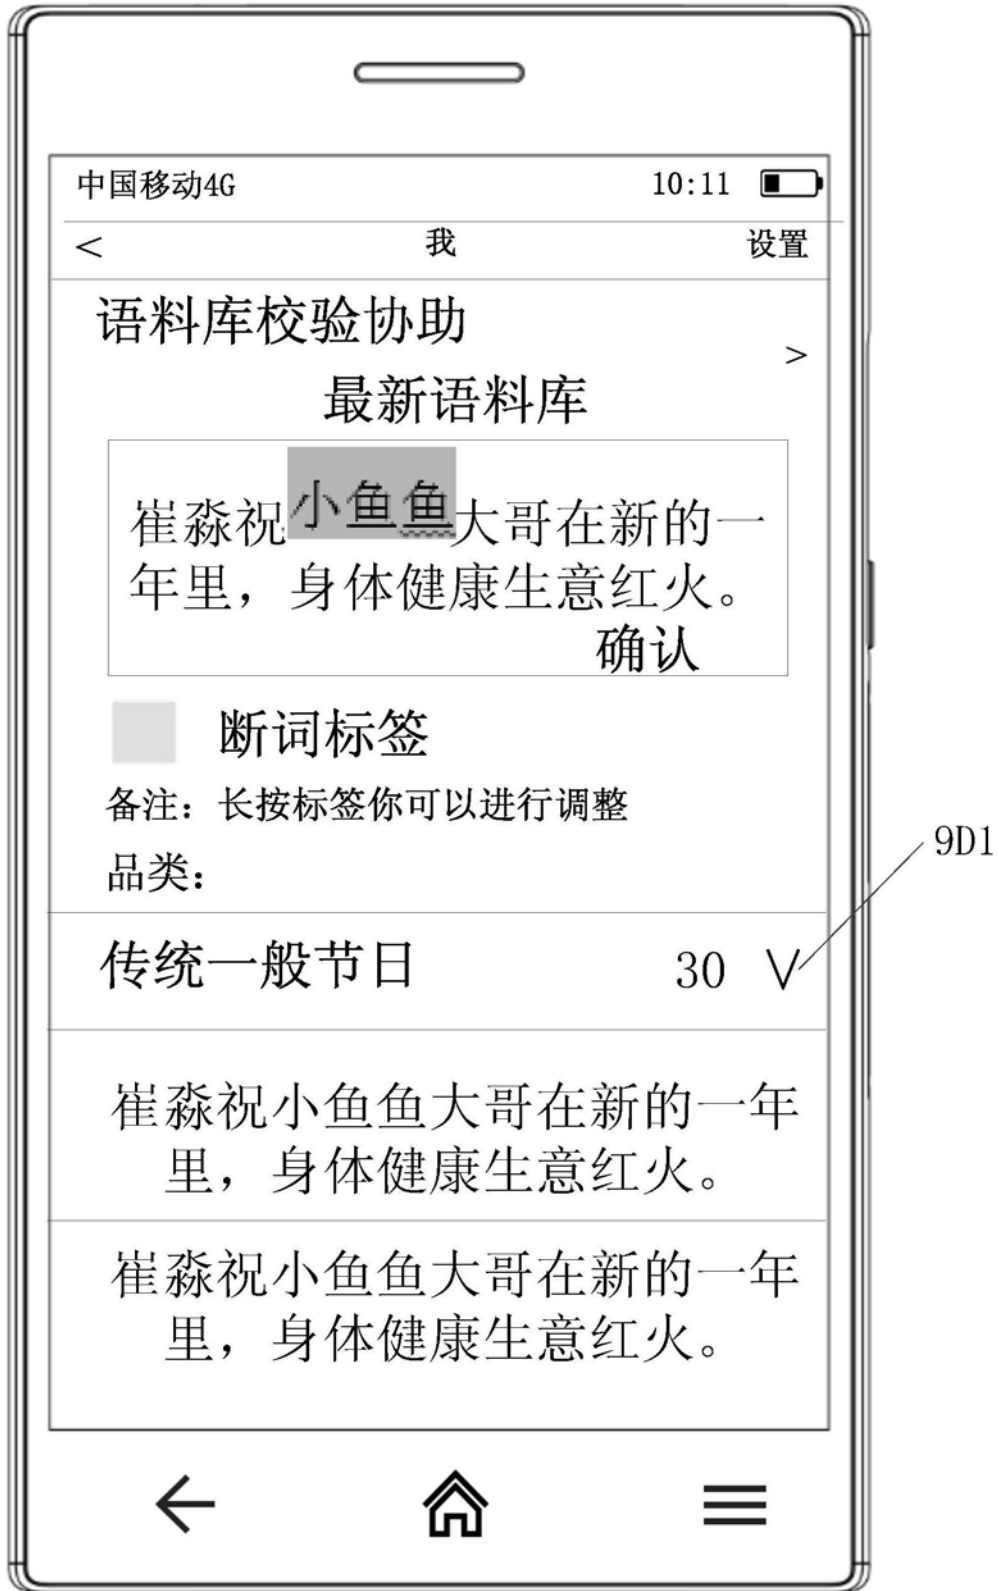 中国移动4G 10:11
< 我 设置
语料库校验协助
>
最新语料库
崔淼祝小鱼鱼大哥在新的一
年里，身体健康生意红火。
确认
断词标签
备注：长按标签你可以进行调整
品类：
9D1
传统一般节日 30 V
崔淼祝小鱼鱼大哥在新的一年
里，身体健康生意红火。
崔淼祝小鱼鱼大哥在新的一年
里，身体健康生意红火。